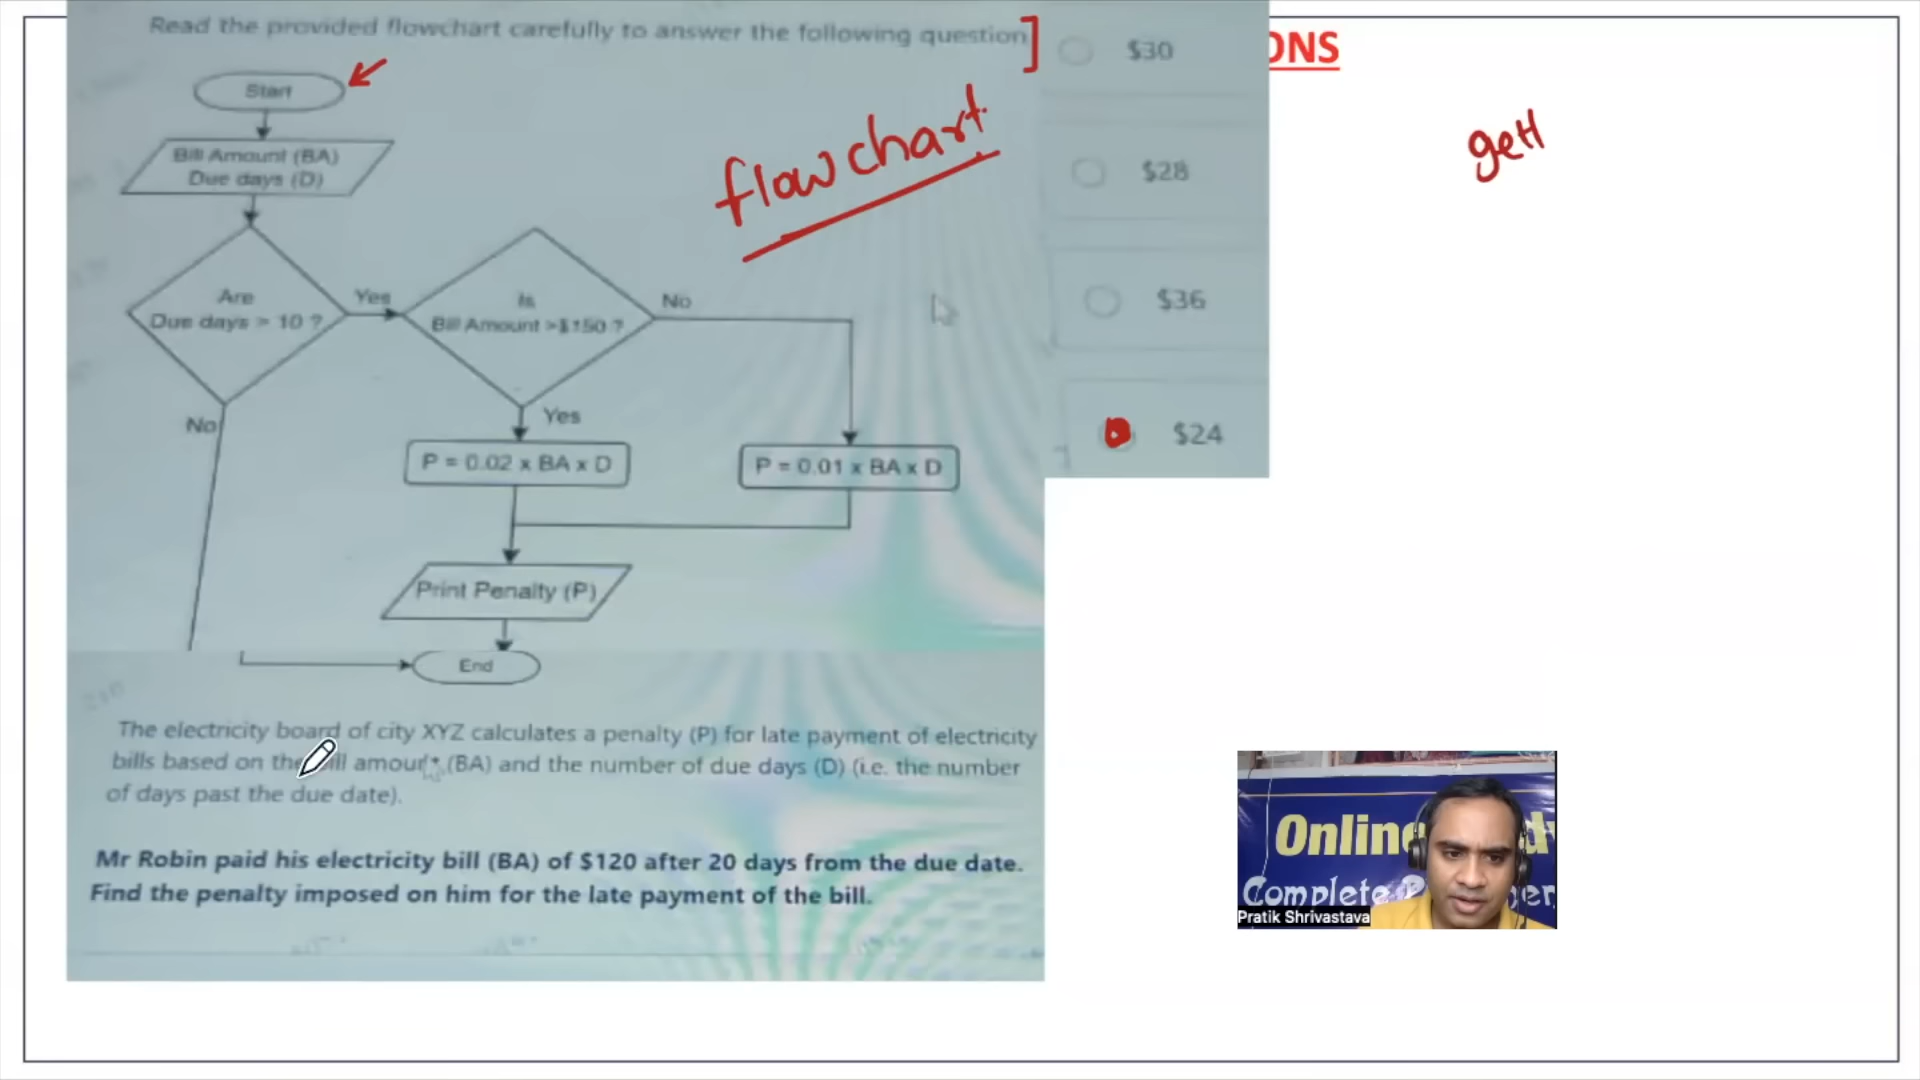 Read the provided flowchart carefully to answer the following question
]
ONS
$30
Start
getl
flowchart
Bill Amount (BA)
Due days (D)
$28
Are
Due days > 10 ?
Yes
Is
Bill Amount >$150 ?
No
$36
No
Yes
$24
P = 0.02 x BA x D
P = 0.01 x BA x D
Print Penalty (P)
End
The electricity board of city XYZ calculates a penalty (P) for late payment of electricity
bills based on the bill amount (BA) and the number of due days (D) (i.e. the number
of days past the due date).
Mr Robin paid his electricity bill (BA) of $120 after 20 days from the due date.
Find the penalty imposed on him for the late payment of the bill.
Online
Complete
Pratik Shrivastava